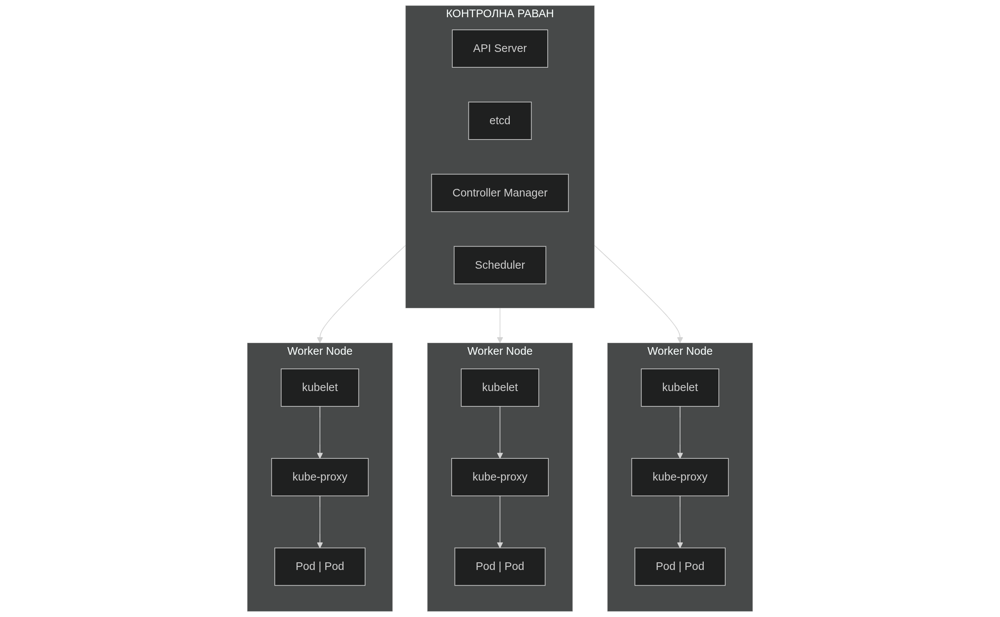 КОНТРОЛНА РАВАН
API Server
etcd
Controller Manager
Scheduler
Worker Node
kubelet
kube-proxy
Pod | Pod
Worker Node
kubelet
kube-proxy
Pod | Pod
Worker Node
kubelet
kube-proxy
Pod | Pod